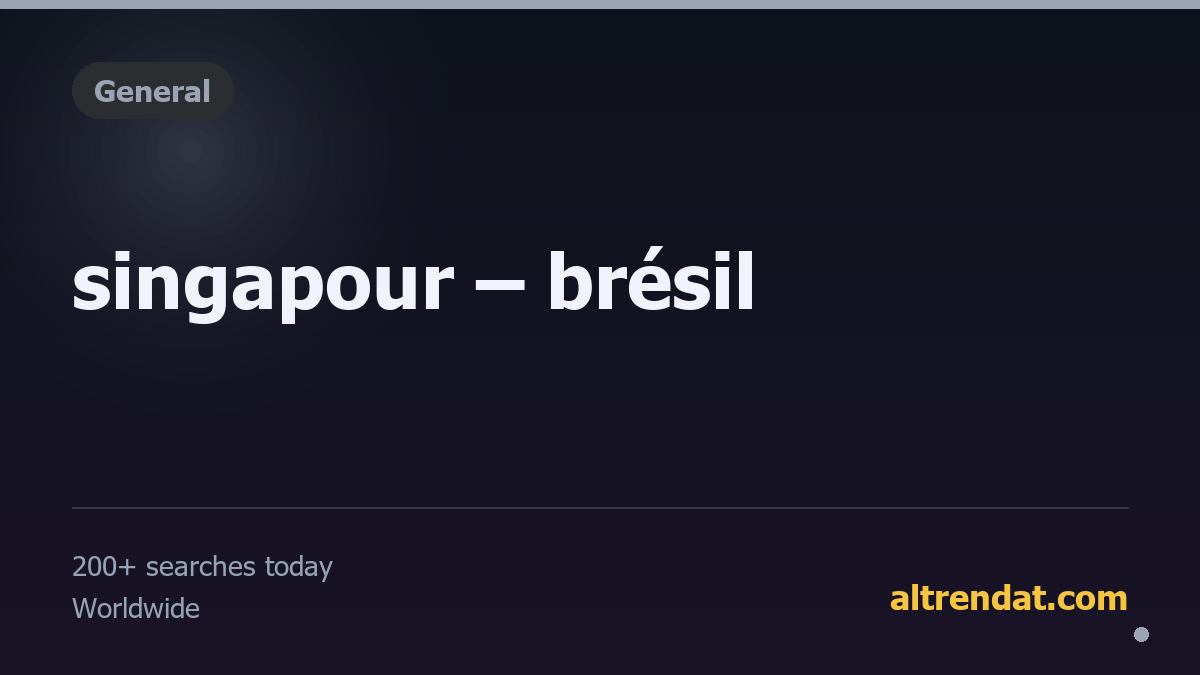 General
singapour – brésil
200+ searches today
Worldwide
altrendat.com